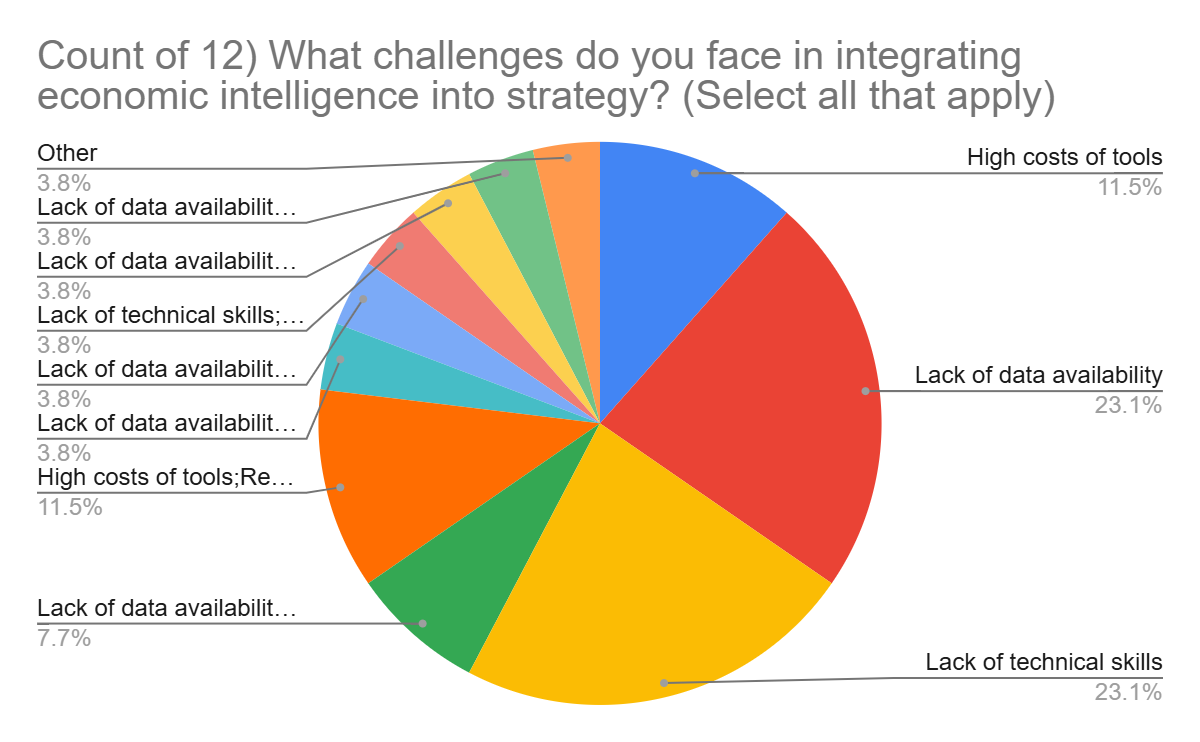 Count of 12) What challenges do you face in integrating
economic intelligence into strategy? (Select all that apply)
Other
3.8%
Lack of data availabilit…
3.8%
Lack of data availabilit…
3.8%
Lack of technical skills;…
3.8%
Lack of data availabilit…
3.8%
Lack of data availabilit…
3.8%
High costs of tools;Re…
11.5%
Lack of data availabilit…
7.7%
High costs of tools
11.5%
Lack of data availability
23.1%
Lack of technical skills
23.1%